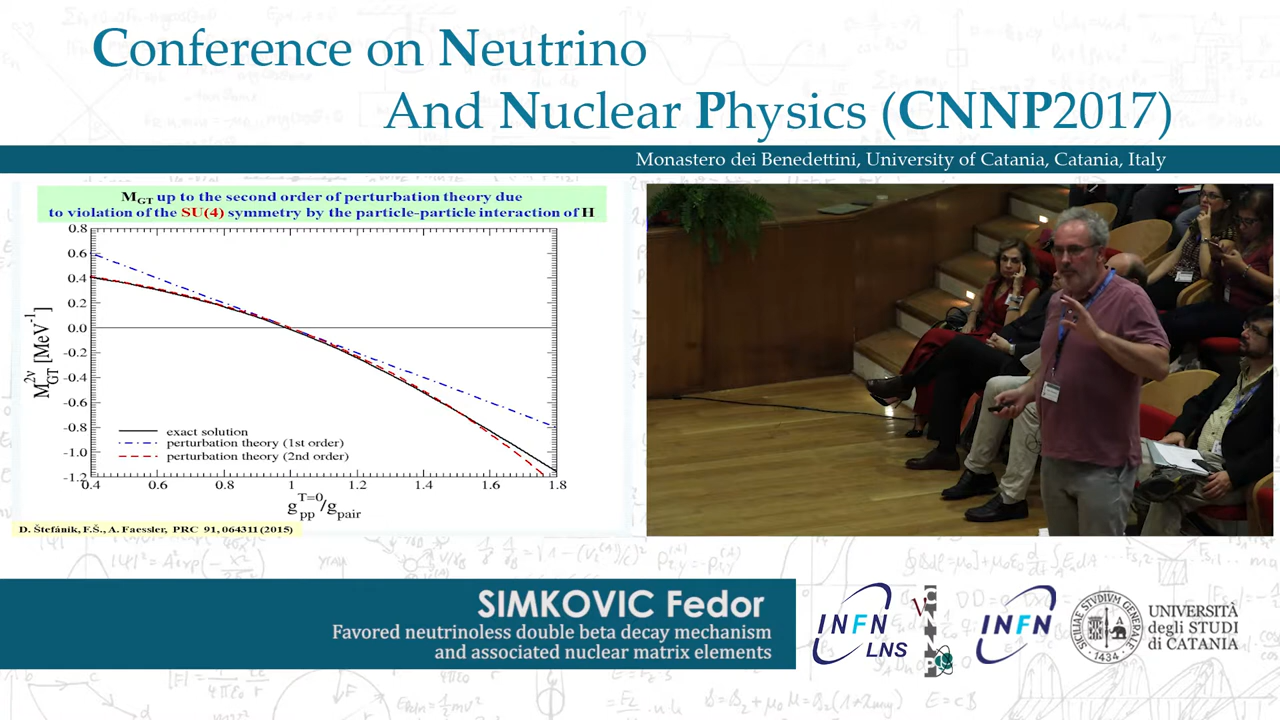 Conference on Neutrino
And Nuclear Physics (CNNP2017)
Monastero dei Benedettini, University of Catania, Catania, Italy
M_GT up to the second order of perturbation theory due
to violation of the SU(4) symmetry by the particle-particle interaction of H
0.8
0.6
0.4
0.2
0.0
-0.2
-0.4
-0.6
-0.8
-1.0
-1.2
M^2ν_GT [MeV^-1]
exact solution
perturbation theory (1st order)
perturbation theory (2nd order)
0.4 0.6 0.8 1 1.2 1.4 1.6 1.8
g^T=0_pp/g_pair
D. Štefánik, F.Š., A. Faessler, PRC 91, 064311 (2015)
SIMKOVIC Fedor
Favored neutrinoless double beta decay mechanism
and associated nuclear matrix elements
INFN
LNS
CNNP
INFN
SICILIAE STUDIUM GENERALE
1434
UNIVERSITÀ
degli STUDI
di CATANIA